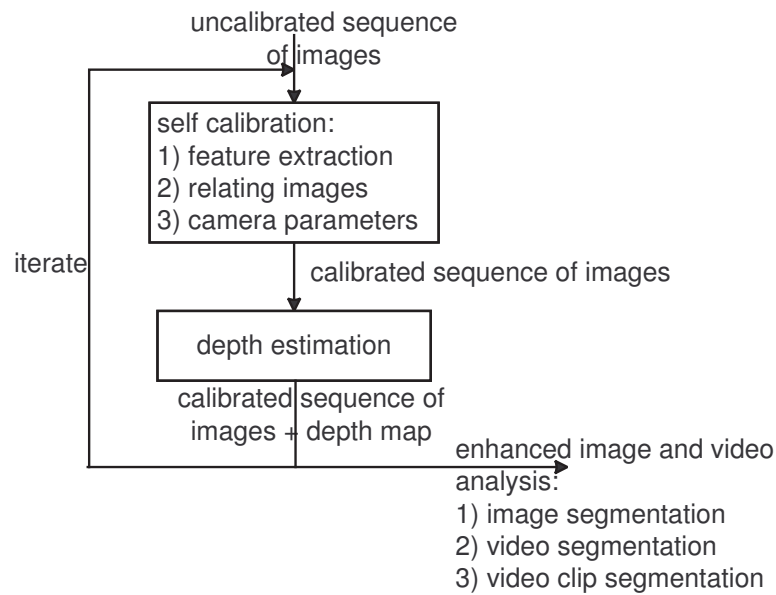 uncalibrated sequence
of images
self calibration:
1) feature extraction
2) relating images
3) camera parameters
iterate
calibrated sequence of images
depth estimation
calibrated sequence of
images + depth map
enhanced image and video
analysis:
1) image segmentation
2) video segmentation
3) video clip segmentation